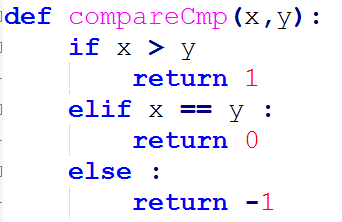 def compareCmp(x,y):
    if x > y
        return 1
    elif x == y :
        return 0
    else :
        return -1